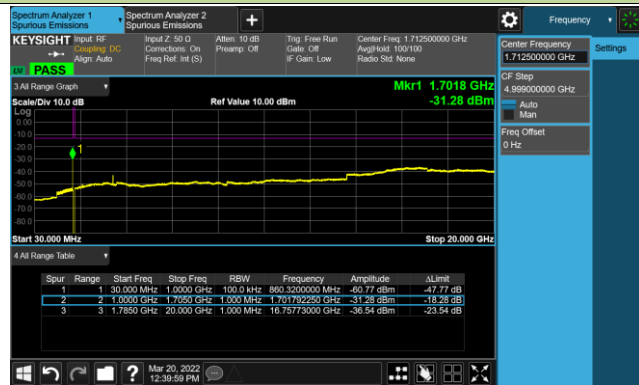 Spectrum Analyzer 1
Spurious Emissions
Spectrum Analyzer 2
Spurious Emissions
+
Frequency
KEYSIGHT
Input: RF
Coupling: DC
Align: Auto
Input Z: 50 Ω
Corrections: On
Freq Ref: Int (S)
Atten: 10 dB
Preamp: Off
Trig: Free Run
Gate: Off
IF Gain: Low
Center Freq: 1.712500000 GHz
Avg|Hold: 100/100
Radio Std: None
LXI PASS
Center Frequency
1.712500000 GHz
Settings
CF Step
4.999000000 GHz
Auto
Man
Freq Offset
0 Hz
3 All Range Graph
Mkr1 1.7018 GHz
Scale/Div 10.0 dB
Ref Value 10.00 dBm
-31.28 dBm
Log
0.00
-10.0
-20.0
-30.0
-40.0
-50.0
-60.0
-70.0
-80.0
1
Start 30.000 MHz
Stop 20.000 GHz
4 All Range Table
Spur Range Start Freq Stop Freq RBW Frequency Amplitude ΔLimit
1 1 30.000 MHz 1.0000 GHz 100.0 kHz 860.3200000 MHz -60.77 dBm -47.77 dB
2 2 1.0000 GHz 1.7050 GHz 1.000 MHz 1.701792250 GHz -31.28 dBm -18.28 dB
3 3 1.7850 GHz 20.000 GHz 1.000 MHz 16.75773000 GHz -36.54 dBm -23.54 dB
?
Mar 20, 2022
12:39:59 PM